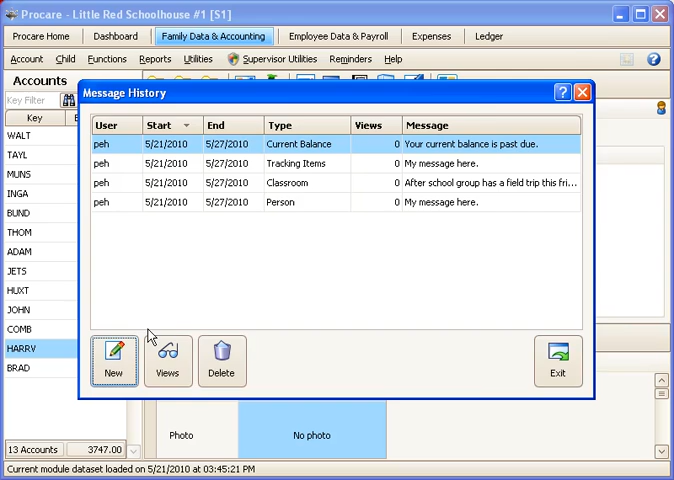 Procare - Little Red Schoolhouse #1 [S1]
Procare Home Dashboard Family Data & Accounting Employee Data & Payroll Expenses Ledger
Account Child Functions Reports Utilities Supervisor Utilities Reminders Help
Accounts
Key Filter
Key
WALT
TAYL
MUNS
INGA
BUND
THOM
ADAM
JETS
HUXT
JOHN
COMB
HARRV
BRAD
13 Accounts 3747.00
Message History
User Start End Type Views Message
peh 5/21/2010 5/27/2010 Current Balance 0 Your current balance is past due.
peh 5/21/2010 5/27/2010 Tracking Items 0 My message here.
peh 5/21/2010 5/27/2010 Classroom 0 After school group has a field trip this fri...
peh 5/21/2010 5/27/2010 Person 0 My message here.
New Views Delete Exit
Photo No photo
Current module dataset loaded on 5/21/2010 at 03:45:21 PM